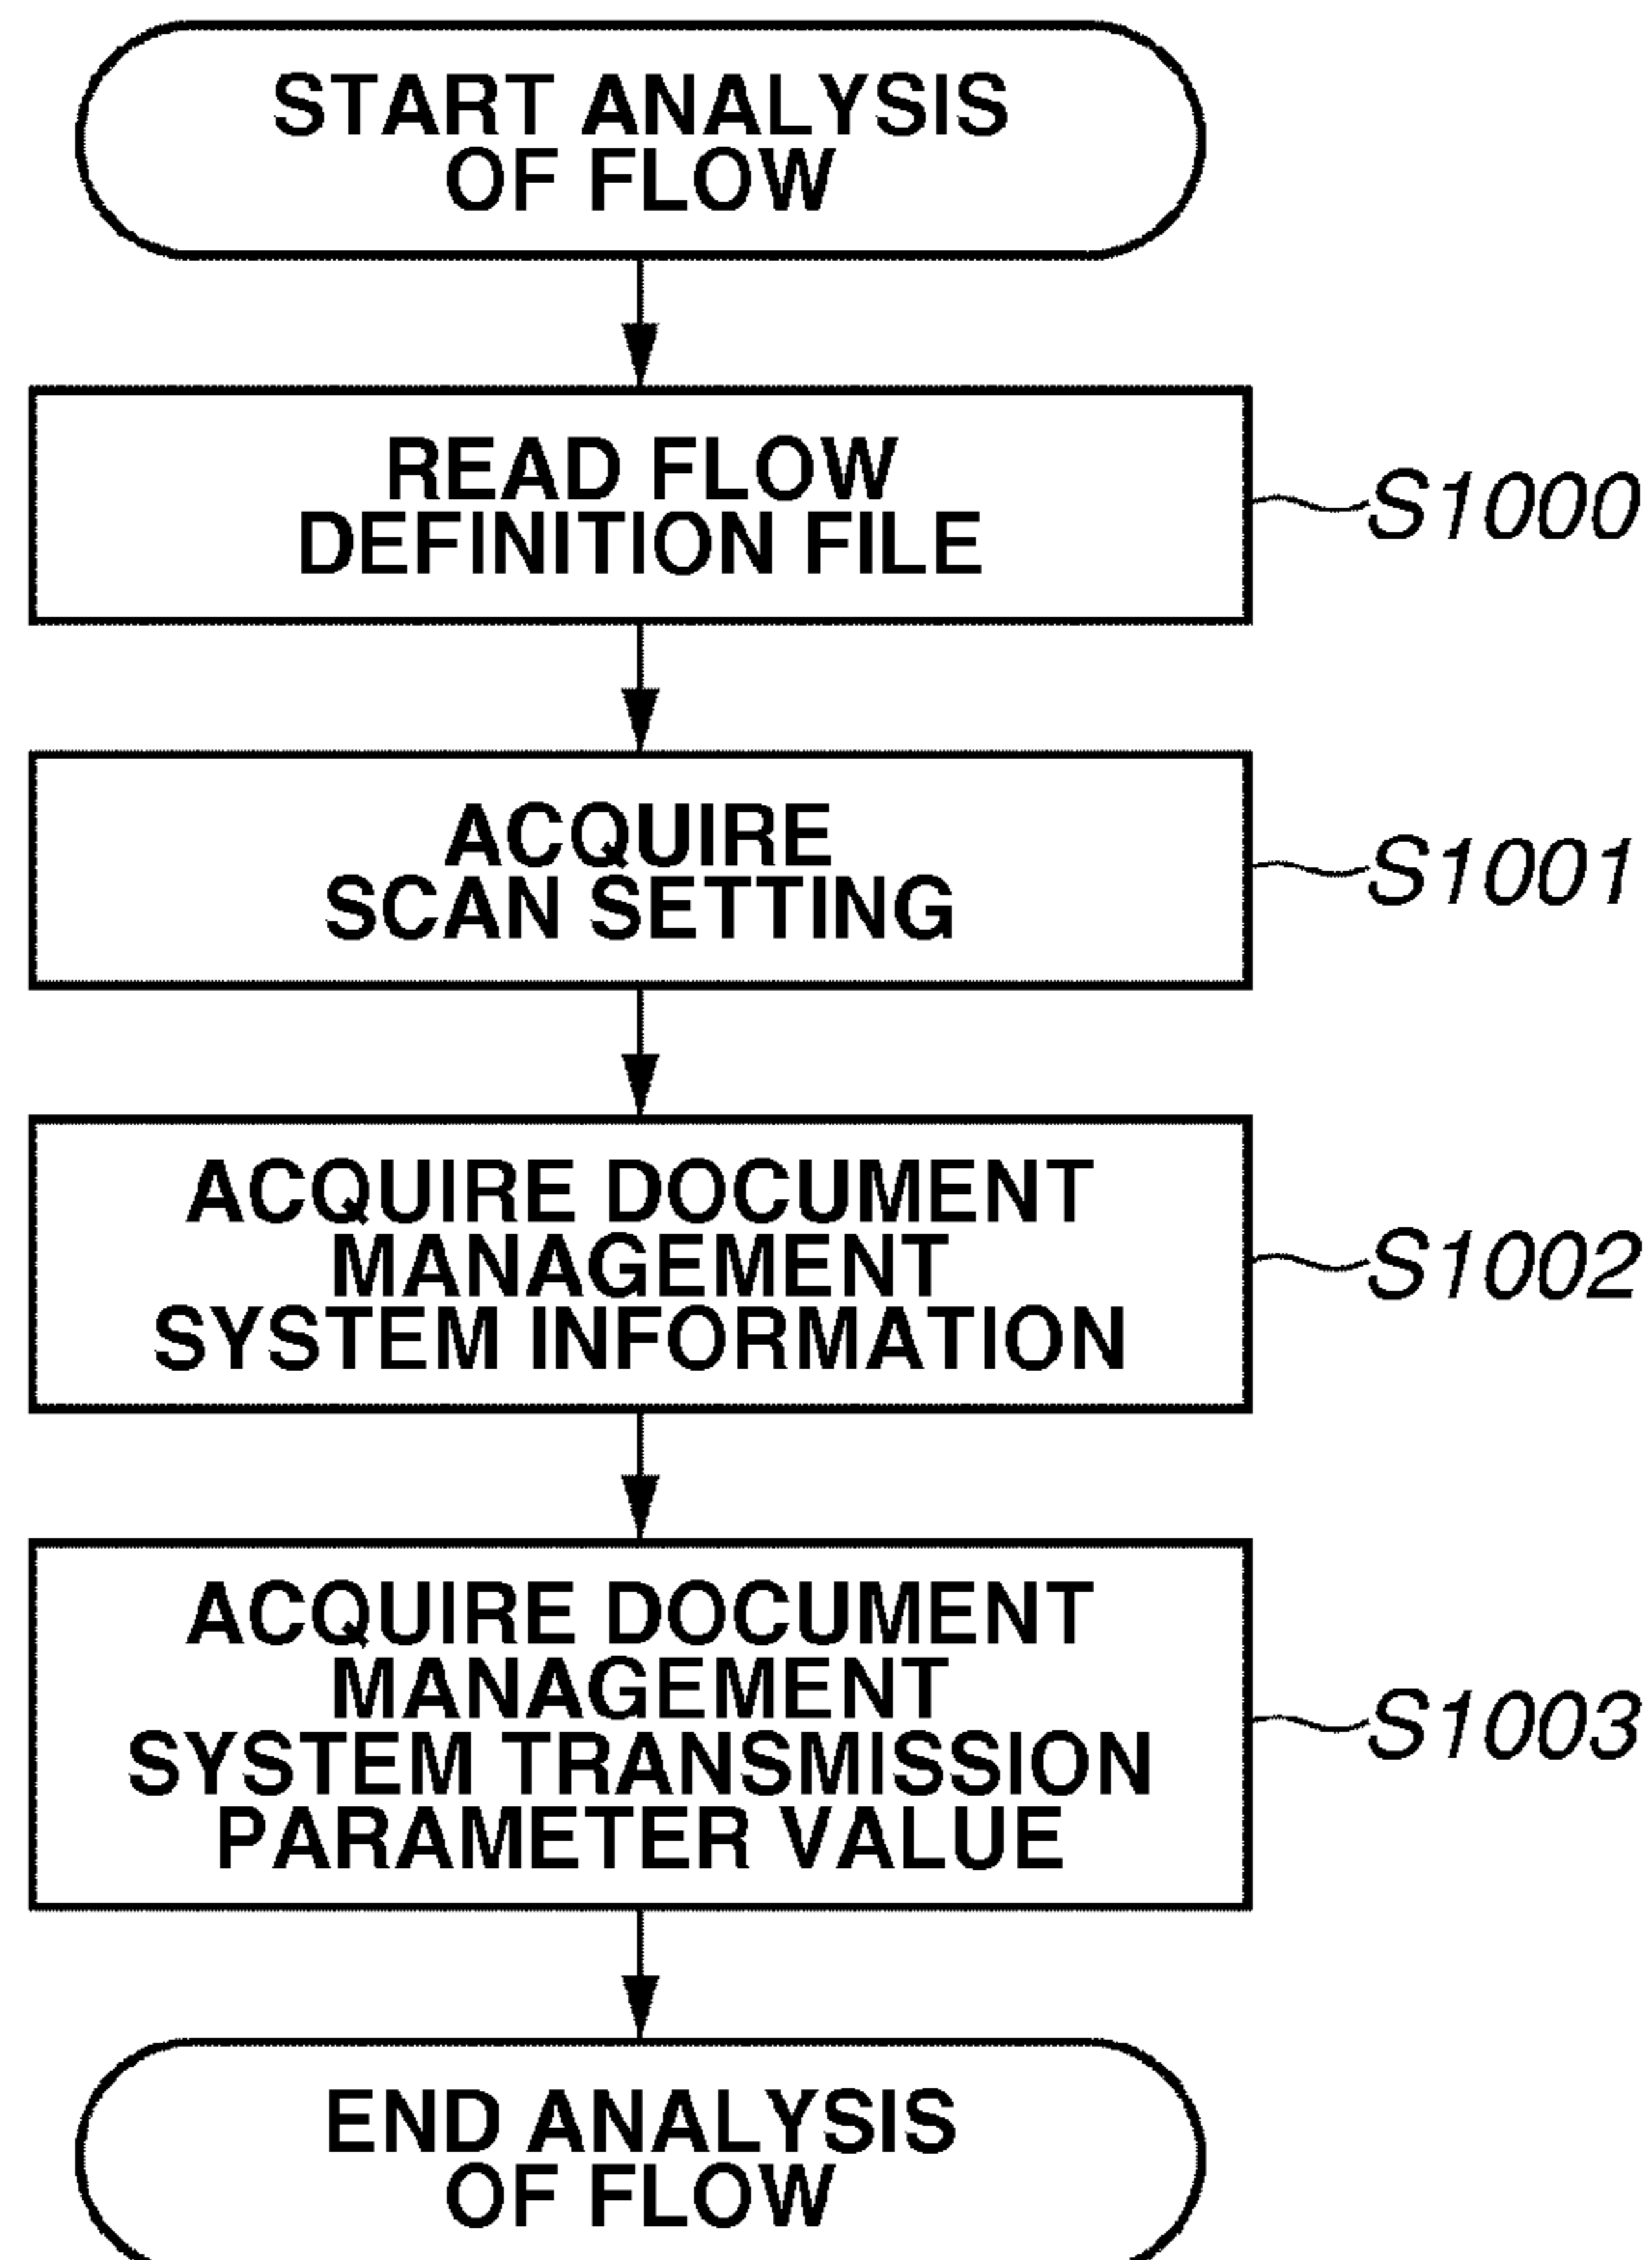 START ANALYSIS
OF FLOW
READ FLOW
DEFINITION FILE
S1000
ACQUIRE
SCAN SETTING
S1001
ACQUIRE DOCUMENT
MANAGEMENT
SYSTEM INFORMATION
S1002
ACQUIRE DOCUMENT
MANAGEMENT
SYSTEM TRANSMISSION
PARAMETER VALUE
S1003
END ANALYSIS
OF FLOW